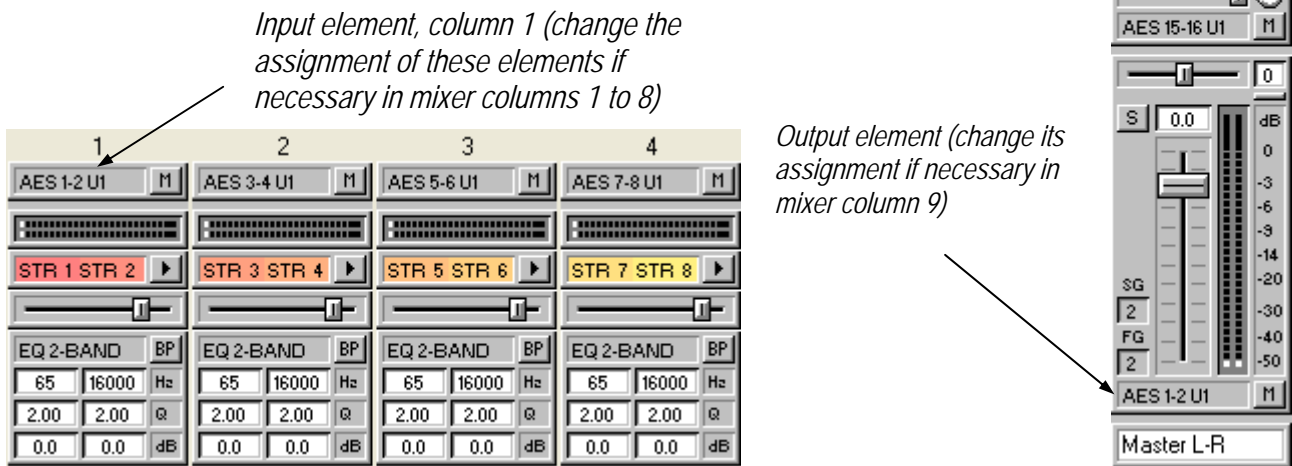 Input element, column 1 (change the
assignment of these elements if
necessary in mixer columns 1 to 8)
1 2 3 4
AES 1-2 U1 M AES 3-4 U1 M AES 5-6 U1 M AES 7-8 U1 M
STR 1 STR 2 STR 3 STR 4 STR 5 STR 6 STR 7 STR 8
EQ 2-BAND BP EQ 2-BAND BP EQ 2-BAND BP EQ 2-BAND BP
65 16000 Hz 65 16000 Hz 65 16000 Hz 65 16000 Hz
2.00 2.00 Q 2.00 2.00 Q 2.00 2.00 Q 2.00 2.00 Q
0.0 0.0 dB 0.0 0.0 dB 0.0 0.0 dB 0.0 0.0 dB
Output element (change its
assignment if necessary in
mixer column 9)
AES 15-16 U1 M
0
S 0.0 dB
0
-3
-6
-9
-14
-20
SG
2 -30
FG -40
2 -50
AES 1-2 U1 M
Master L-R